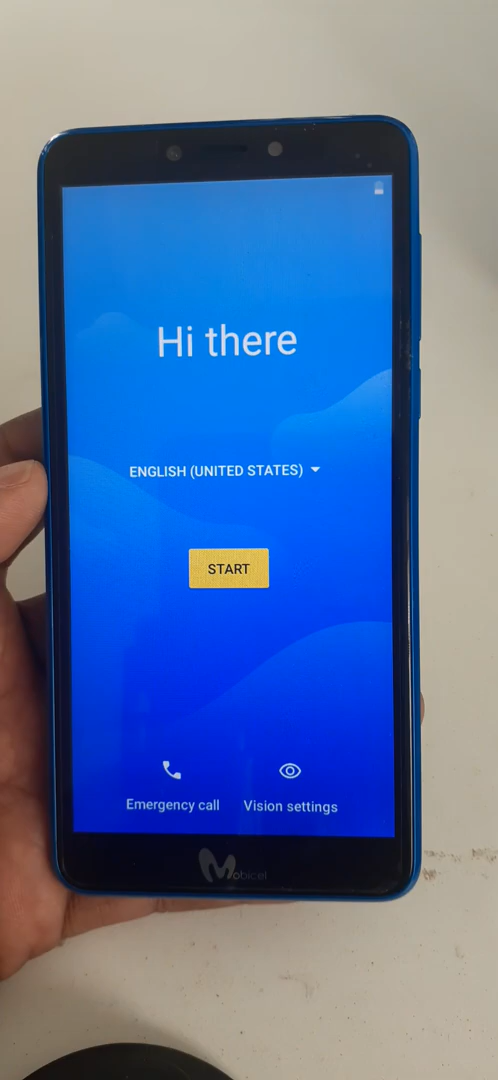 Hi there
ENGLISH (UNITED STATES)
START
Emergency call
Vision settings
Mobicel